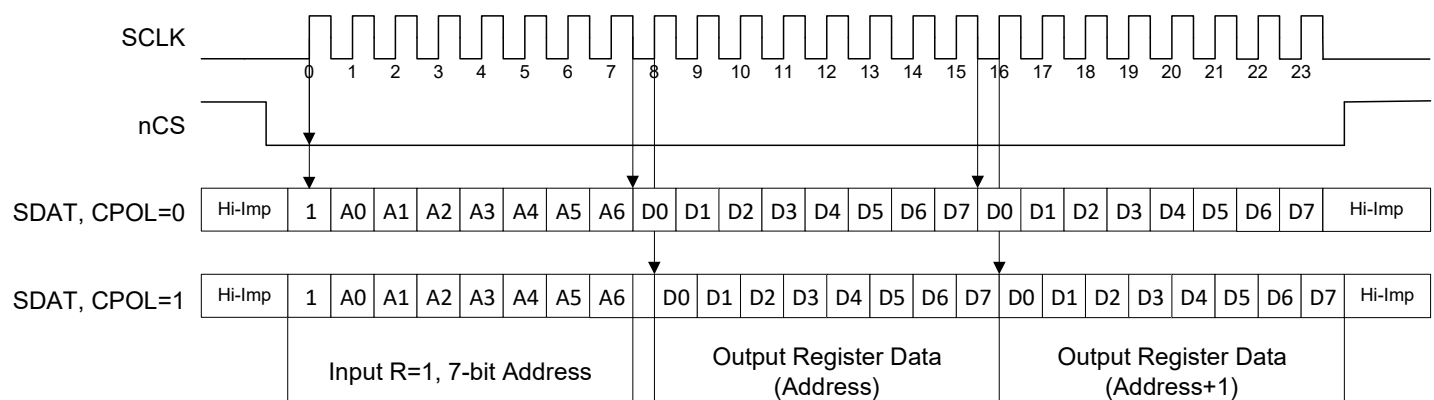 SCLK
0 1 2 3 4 5 6 7 8 9 10 11 12 13 14 15 16 17 18 19 20 21 22 23
nCS
SDAT, CPOL=0 Hi-Imp 1 A0 A1 A2 A3 A4 A5 A6 D0 D1 D2 D3 D4 D5 D6 D7 D0 D1 D2 D3 D4 D5 D6 D7 Hi-Imp
SDAT, CPOL=1 Hi-Imp 1 A0 A1 A2 A3 A4 A5 A6 D0 D1 D2 D3 D4 D5 D6 D7 D0 D1 D2 D3 D4 D5 D6 D7 Hi-Imp
Input R=1, 7-bit Address
Output Register Data
(Address)
Output Register Data
(Address+1)